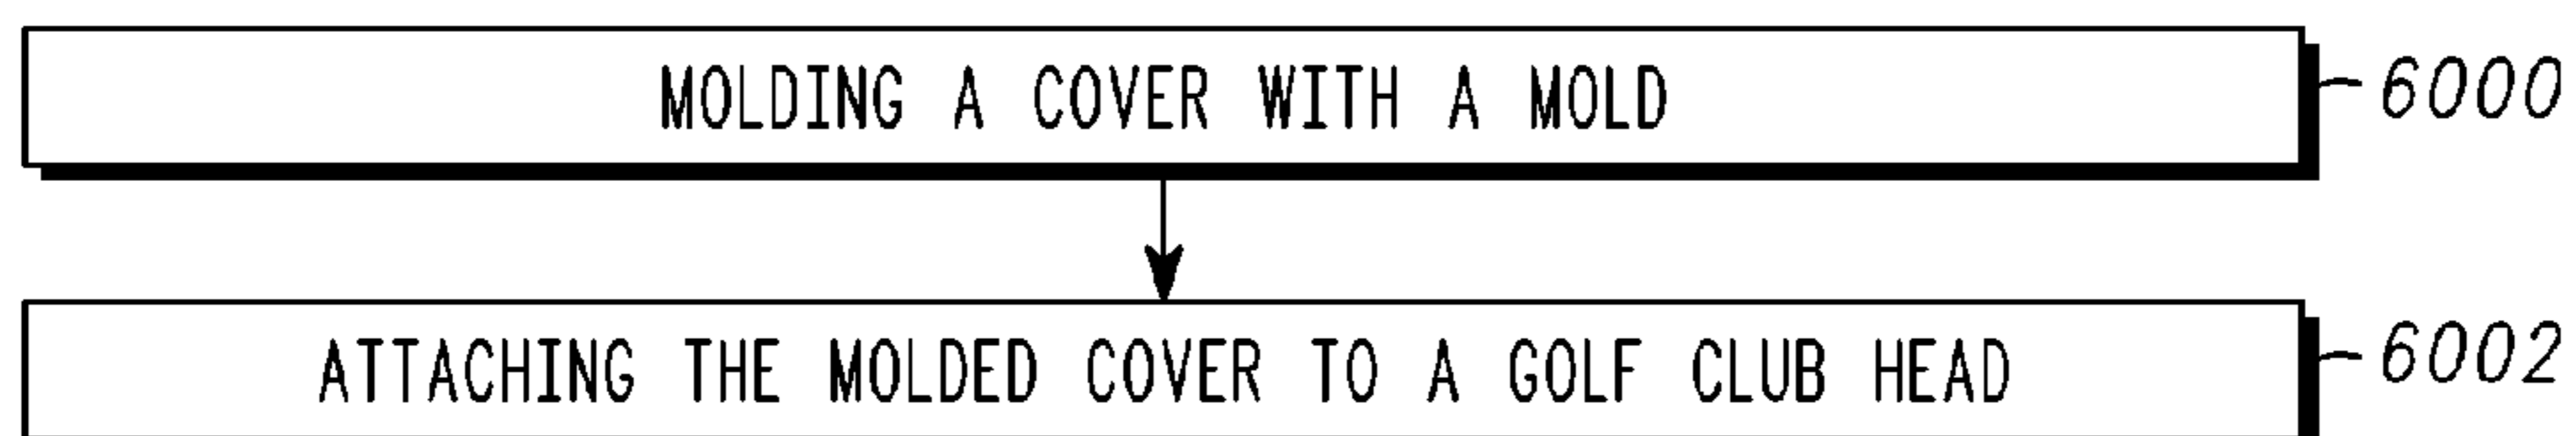 MOLDING A COVER WITH A MOLD 6000
ATTACHING THE MOLDED COVER TO A GOLF CLUB HEAD 6002